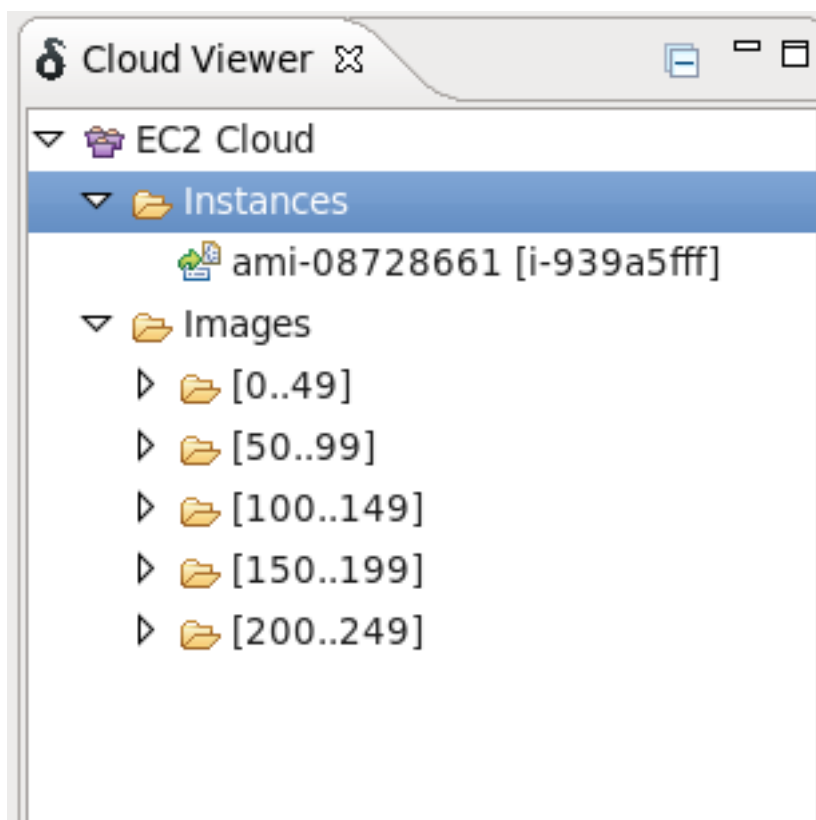 Cloud Viewer
EC2 Cloud
Instances
ami-08728661 [i-939a5fff]
Images
[0..49]
[50..99]
[100..149]
[150..199]
[200..249]